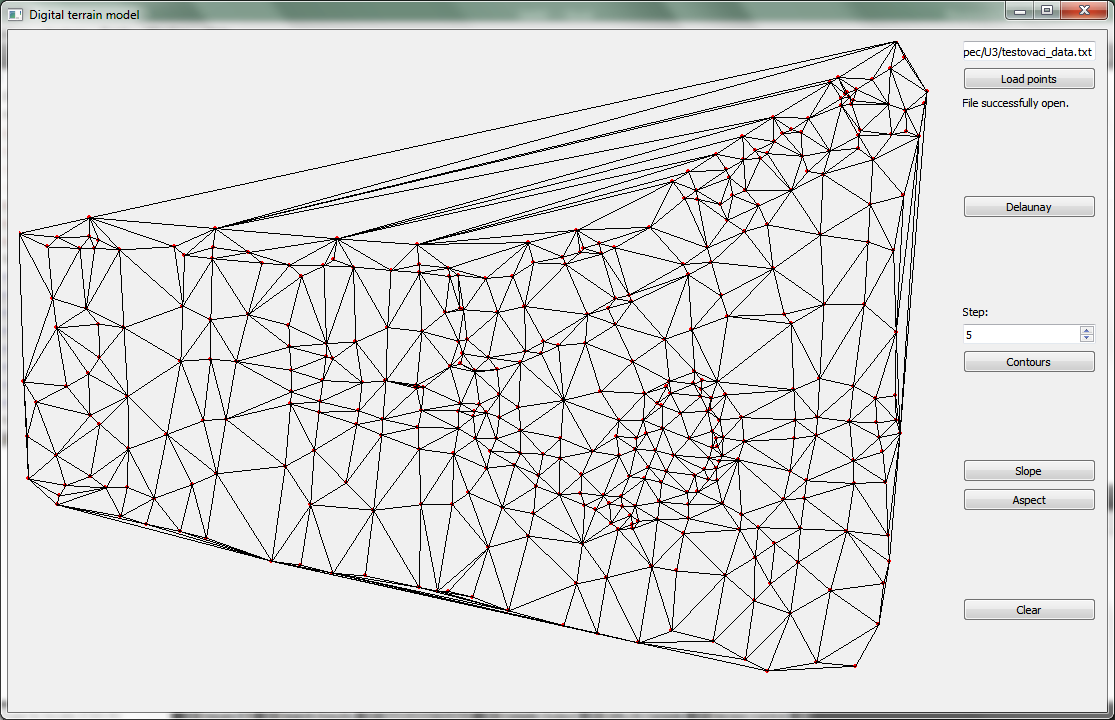 Digital terrain model
pec/U3/testovaci_data.txt
Load points
File successfully open.
Delaunay
Step:
5
Contours
Slope
Aspect
Clear